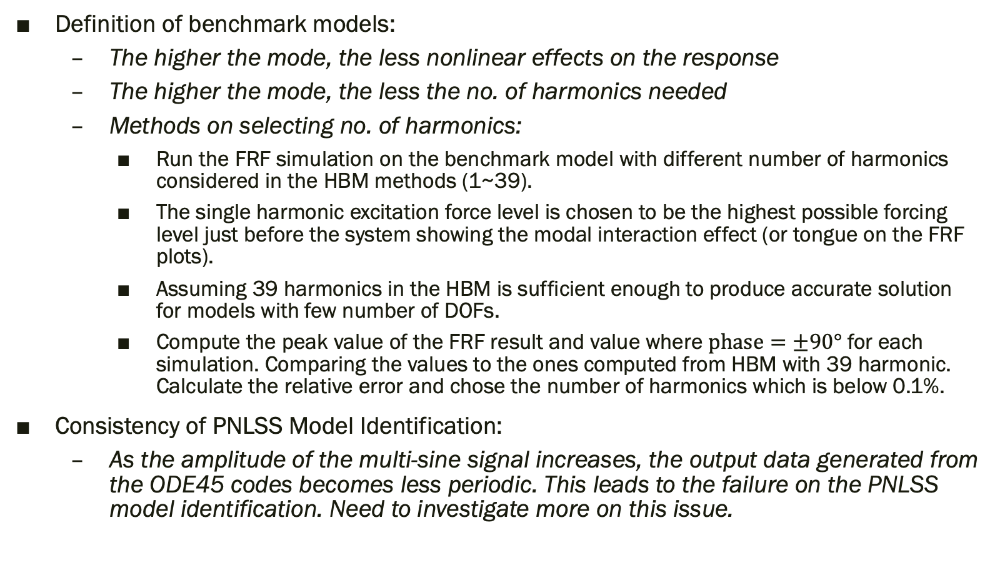 ■ Definition of benchmark models:
– The higher the mode, the less nonlinear effects on the response
– The higher the mode, the less the no. of harmonics needed
– Methods on selecting no. of harmonics:
■ Run the FRF simulation on the benchmark model with different number of harmonics
considered in the HBM methods (1~39).
■ The single harmonic excitation force level is chosen to be the highest possible forcing
level just before the system showing the modal interaction effect (or tongue on the FRF
plots).
■ Assuming 39 harmonics in the HBM is sufficient enough to produce accurate solution
for models with few number of DOFs.
■ Compute the peak value of the FRF result and value where phase = ±90° for each
simulation. Comparing the values to the ones computed from HBM with 39 harmonic.
Calculate the relative error and chose the number of harmonics which is below 0.1%.
■ Consistency of PNLSS Model Identification:
– As the amplitude of the multi-sine signal increases, the output data generated from
the ODE45 codes becomes less periodic. This leads to the failure on the PNLSS
model identification. Need to investigate more on this issue.